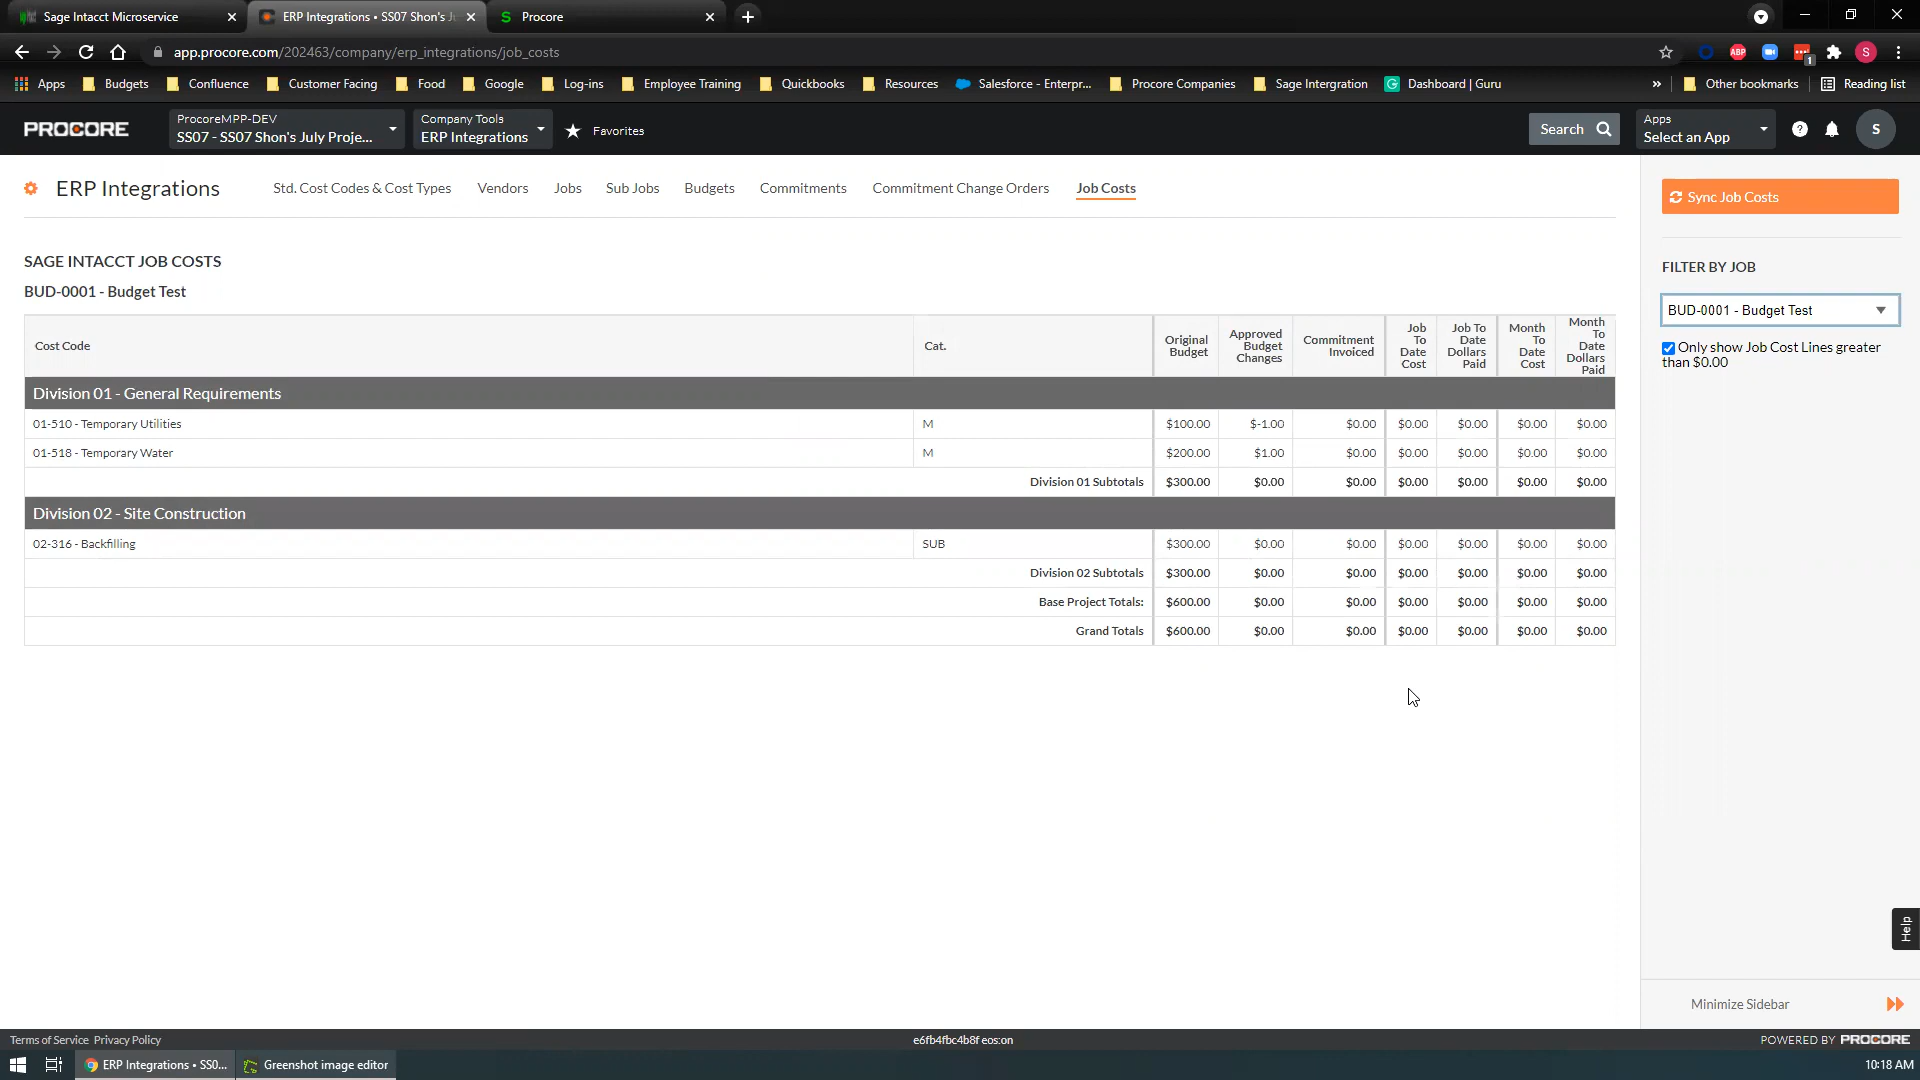 Sage Intacct Microservice
ERP Integrations • SS07 Shon's J
Procore
app.procore.com/202463/company/erp_integrations/job_costs
ABP
1
S
Apps
Budgets
Confluence
Customer Facing
Food
Google
Log-ins
Employee Training
Quickbooks
Resources
Salesforce - Enterpr...
Procore Companies
Sage Intergration
Dashboard | Guru
»
Other bookmarks
Reading list
PROCORE
ProcoreMPP-DEV
SS07 - SS07 Shon's July Proje...
Company Tools
ERP Integrations
Favorites
Search
Apps
Select an App
S
ERP Integrations
Std. Cost Codes & Cost Types
Vendors
Jobs
Sub Jobs
Budgets
Commitments
Commitment Change Orders
Job Costs
SAGE INTACCT JOB COSTS
BUD-0001 - Budget Test
Cost Code
Cat.
Original Budget
Approved Budget Changes
Commitment Invoiced
Job To Date Cost
Job To Date Dollars Paid
Month To Date Cost
Month To Date Dollars Paid
Division 01 - General Requirements
01-510 - Temporary Utilities M $100.00 $-1.00 $0.00 $0.00 $0.00 $0.00 $0.00
01-518 - Temporary Water M $200.00 $1.00 $0.00 $0.00 $0.00 $0.00 $0.00
Division 01 Subtotals $300.00 $0.00 $0.00 $0.00 $0.00 $0.00 $0.00
Division 02 - Site Construction
02-316 - Backfilling SUB $300.00 $0.00 $0.00 $0.00 $0.00 $0.00 $0.00
Division 02 Subtotals $300.00 $0.00 $0.00 $0.00 $0.00 $0.00 $0.00
Base Project Totals: $600.00 $0.00 $0.00 $0.00 $0.00 $0.00 $0.00
Grand Totals $600.00 $0.00 $0.00 $0.00 $0.00 $0.00 $0.00
Sync Job Costs
FILTER BY JOB
BUD-0001 - Budget Test
Only show Job Cost Lines greater
than $0.00
Help
Minimize Sidebar
Terms of Service Privacy Policy
e6fb4fbc4b8f eos:on
POWERED BY PROCORE
ERP Integrations • SS0...
Greenshot image editor
10:18 AM